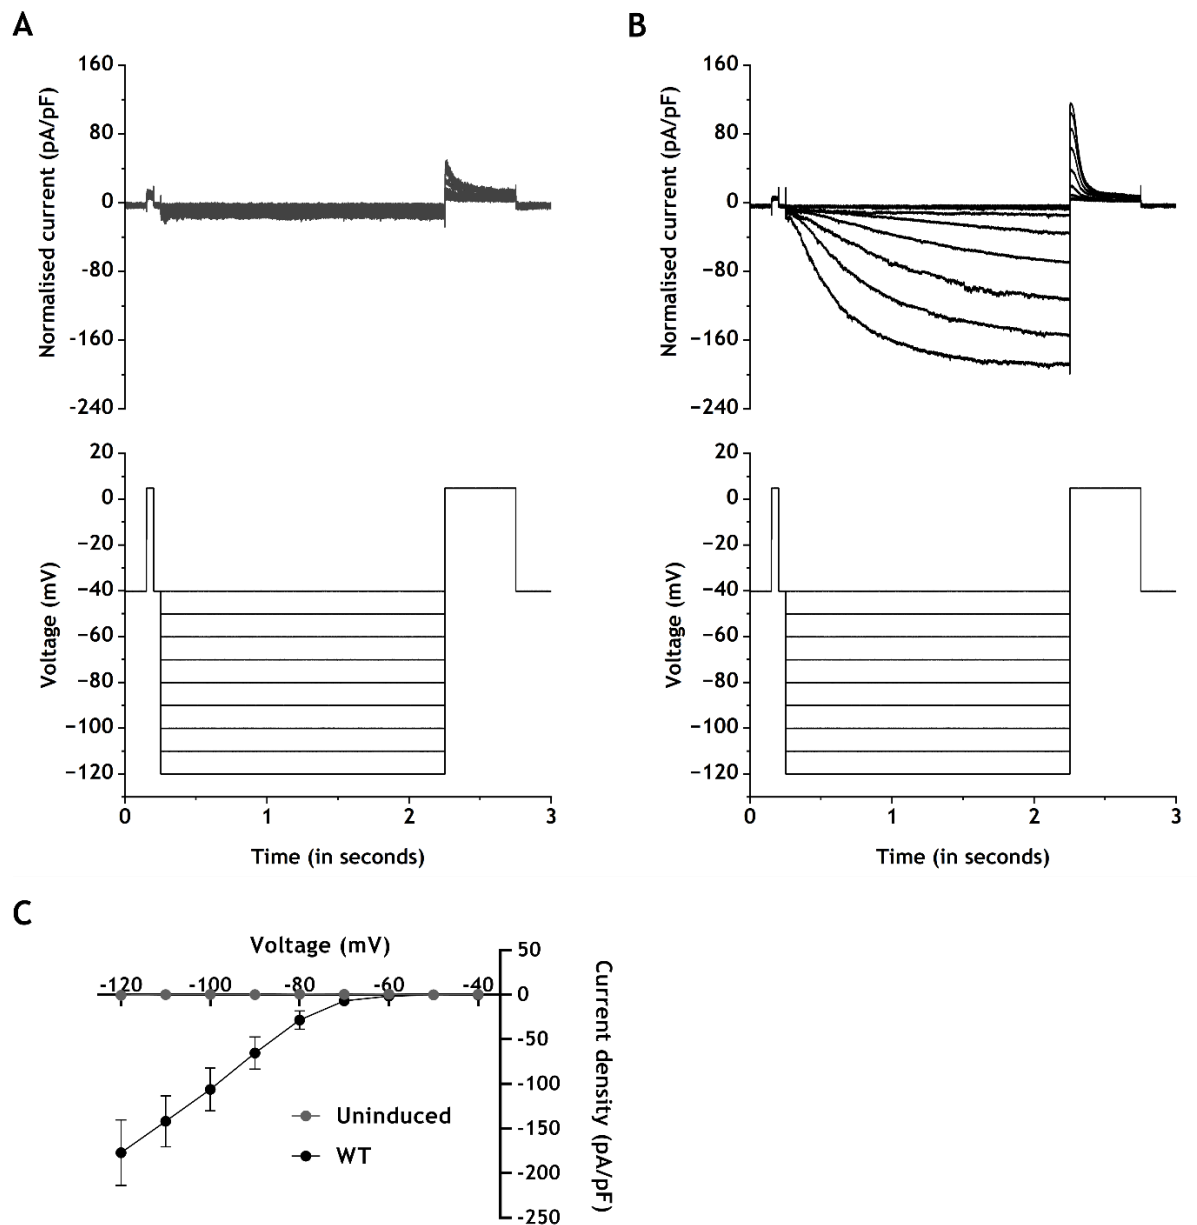 A
B
160
80
0
-80
-160
-240
Normalised current (pA/pF)
160
80
0
−80
−160
−240
Normalised current (pA/pF)
20
0
−20
−40
−60
−80
−100
−120
Voltage (mV)
0 1 2 3
Time (in seconds)
20
0
−20
−40
−60
−80
−100
−120
Voltage (mV)
0 1 2 3
Time (in seconds)
C
Voltage (mV)
-120 -100 -80 -60 -40
50
0
-50
-100
-150
-200
-250
Current density (pA/pF)
Uninduced
WT